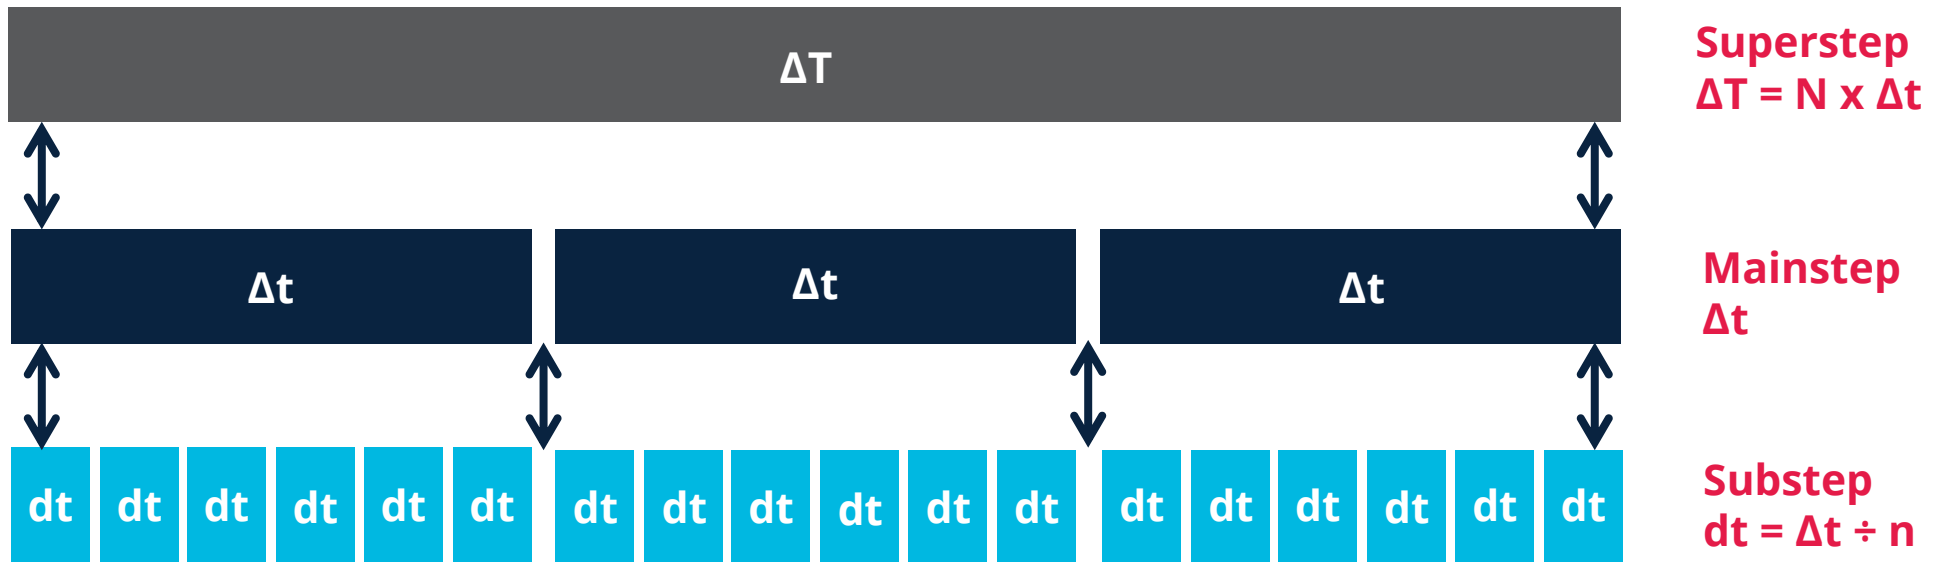 ΔT
Superstep
ΔT = N x Δt
Δt Δt Δt
Mainstep
Δt
dt dt dt dt dt dt dt dt dt dt dt dt dt dt dt dt dt dt
Substep
dt = Δt ÷ n